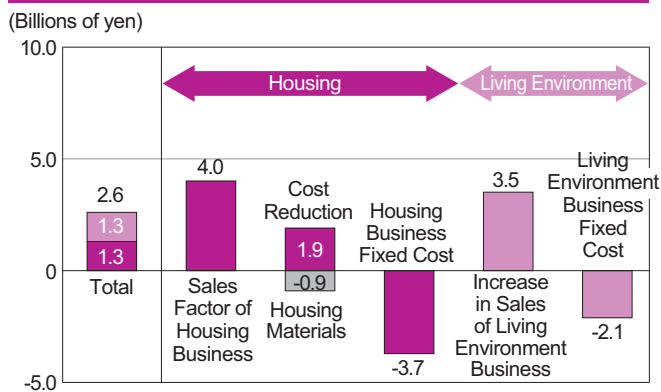 (Billions of yen)
10.0
5.0
0
-5.0
Housing
Living Environment
2.6
1.3
1.3
Total
4.0
Sales
Factor of
Housing
Business
Cost
Reduction
1.9
-0.9
Housing
Materials
Housing
Business
Fixed Cost
-3.7
3.5
Increase
in Sales
of Living
Environment
Business
Living
Environment
Business
Fixed
Cost
-2.1